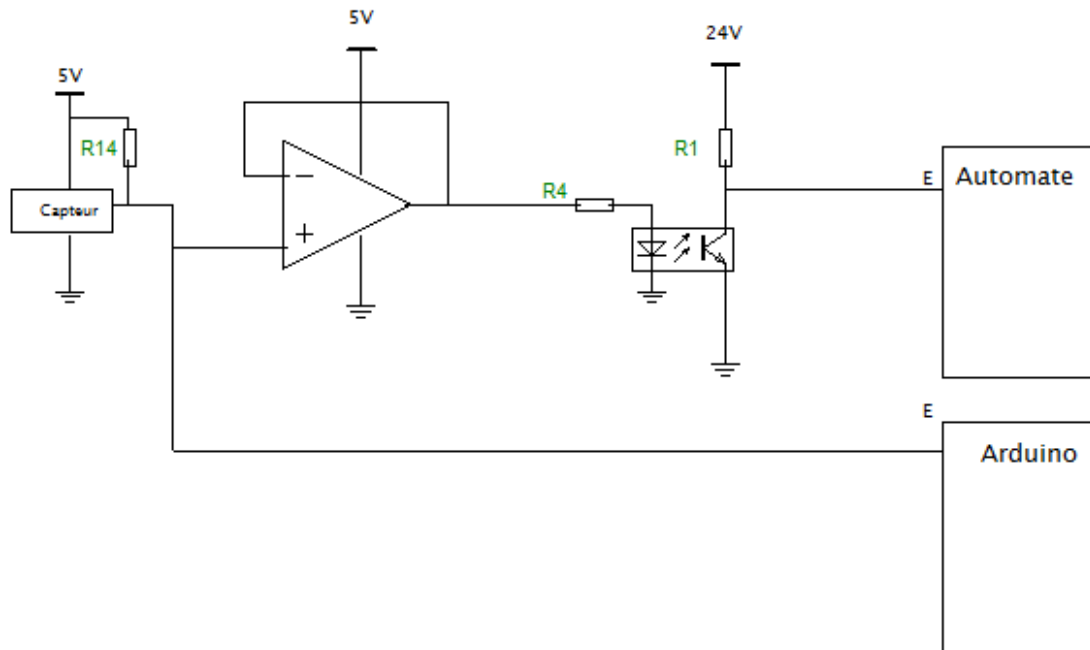 5V
24V
5V
R14
R1
E
Automate
−
R4
Capteur
+
E
Arduino